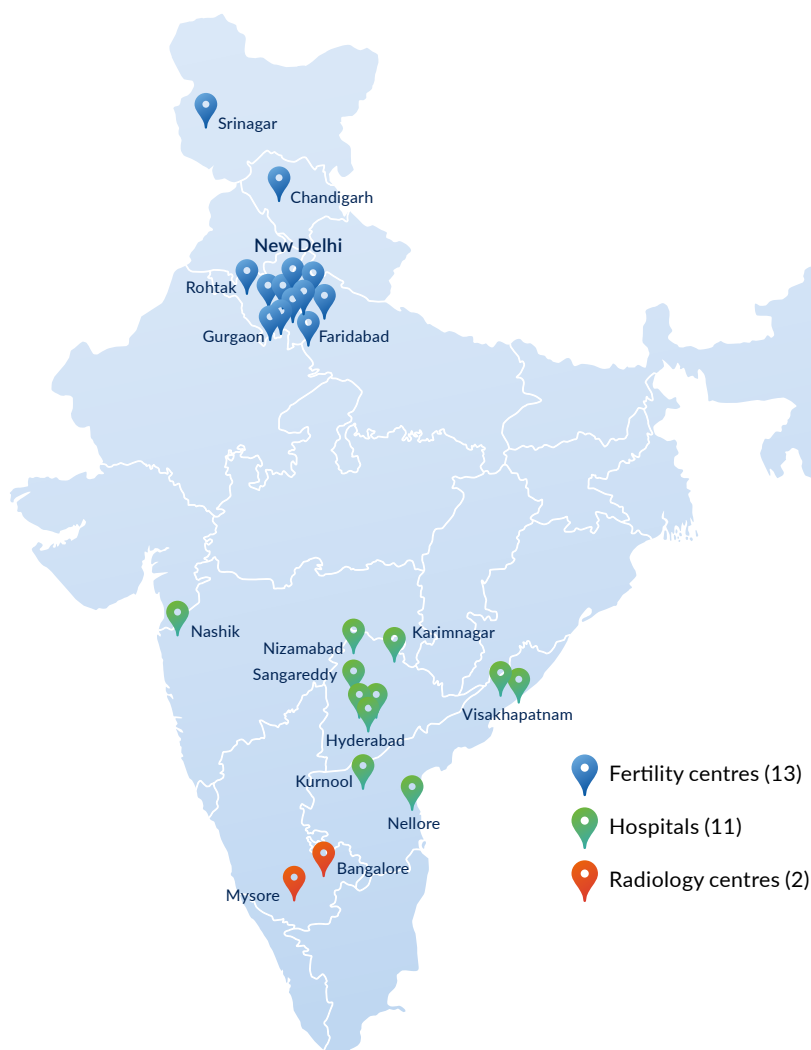 Srinagar
Chandigarh
New Delhi
Rohtak
Gurgaon
Faridabad
Nashik
Karimnagar
Nizamabad
Sangareddy
Visakhapatnam
Hyderabad
Kurnool
Nellore
Bangalore
Mysore
Fertility centres (13)
Hospitals (11)
Radiology centres (2)